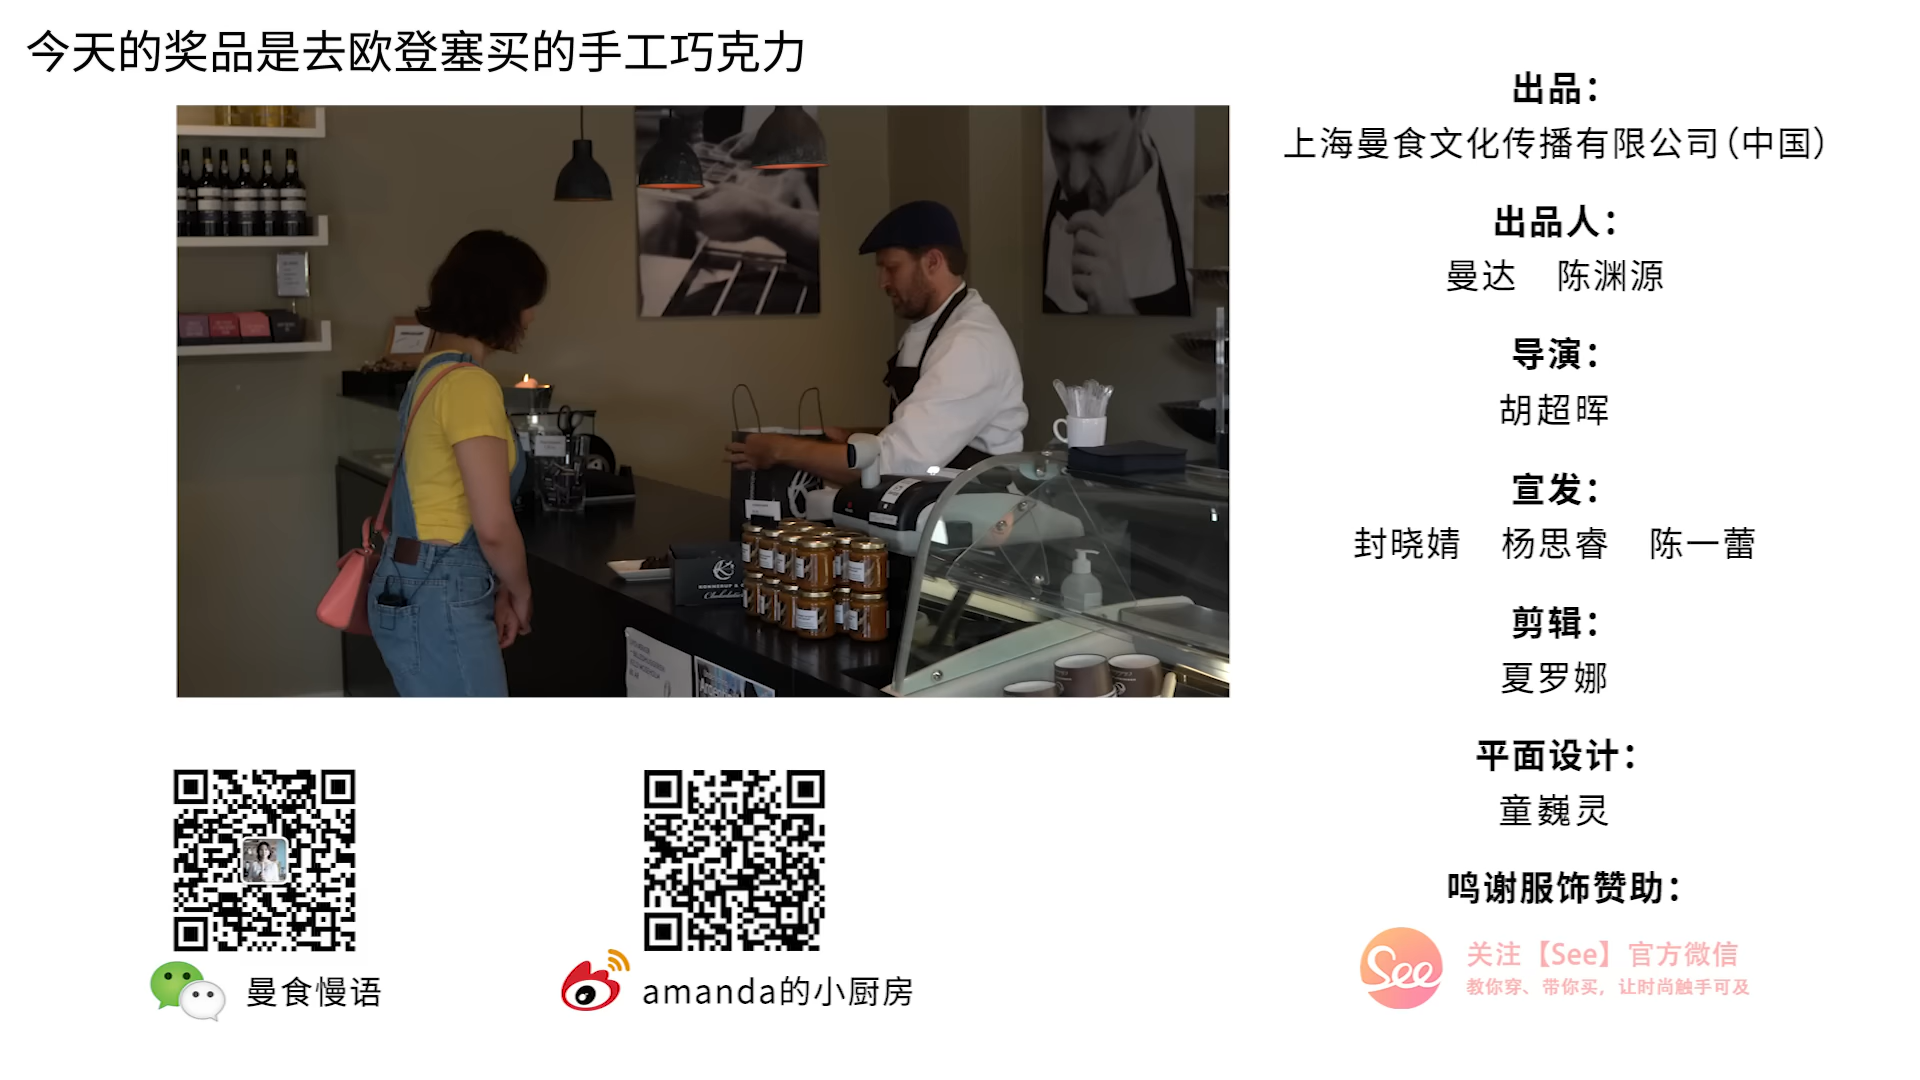 今天的奖品是去欧登塞买的手工巧克力
出品：
上海曼食文化传播有限公司（中国）
出品人：
曼达 陈渊源
导演：
胡超晖
宣发：
封晓婧 杨思睿 陈一蕾
剪辑：
夏罗娜
平面设计：
童巍灵
鸣谢服饰赞助：
See
关注【See】官方微信
教你穿、带你买，让时尚触手可及
曼食慢语
amanda的小厨房